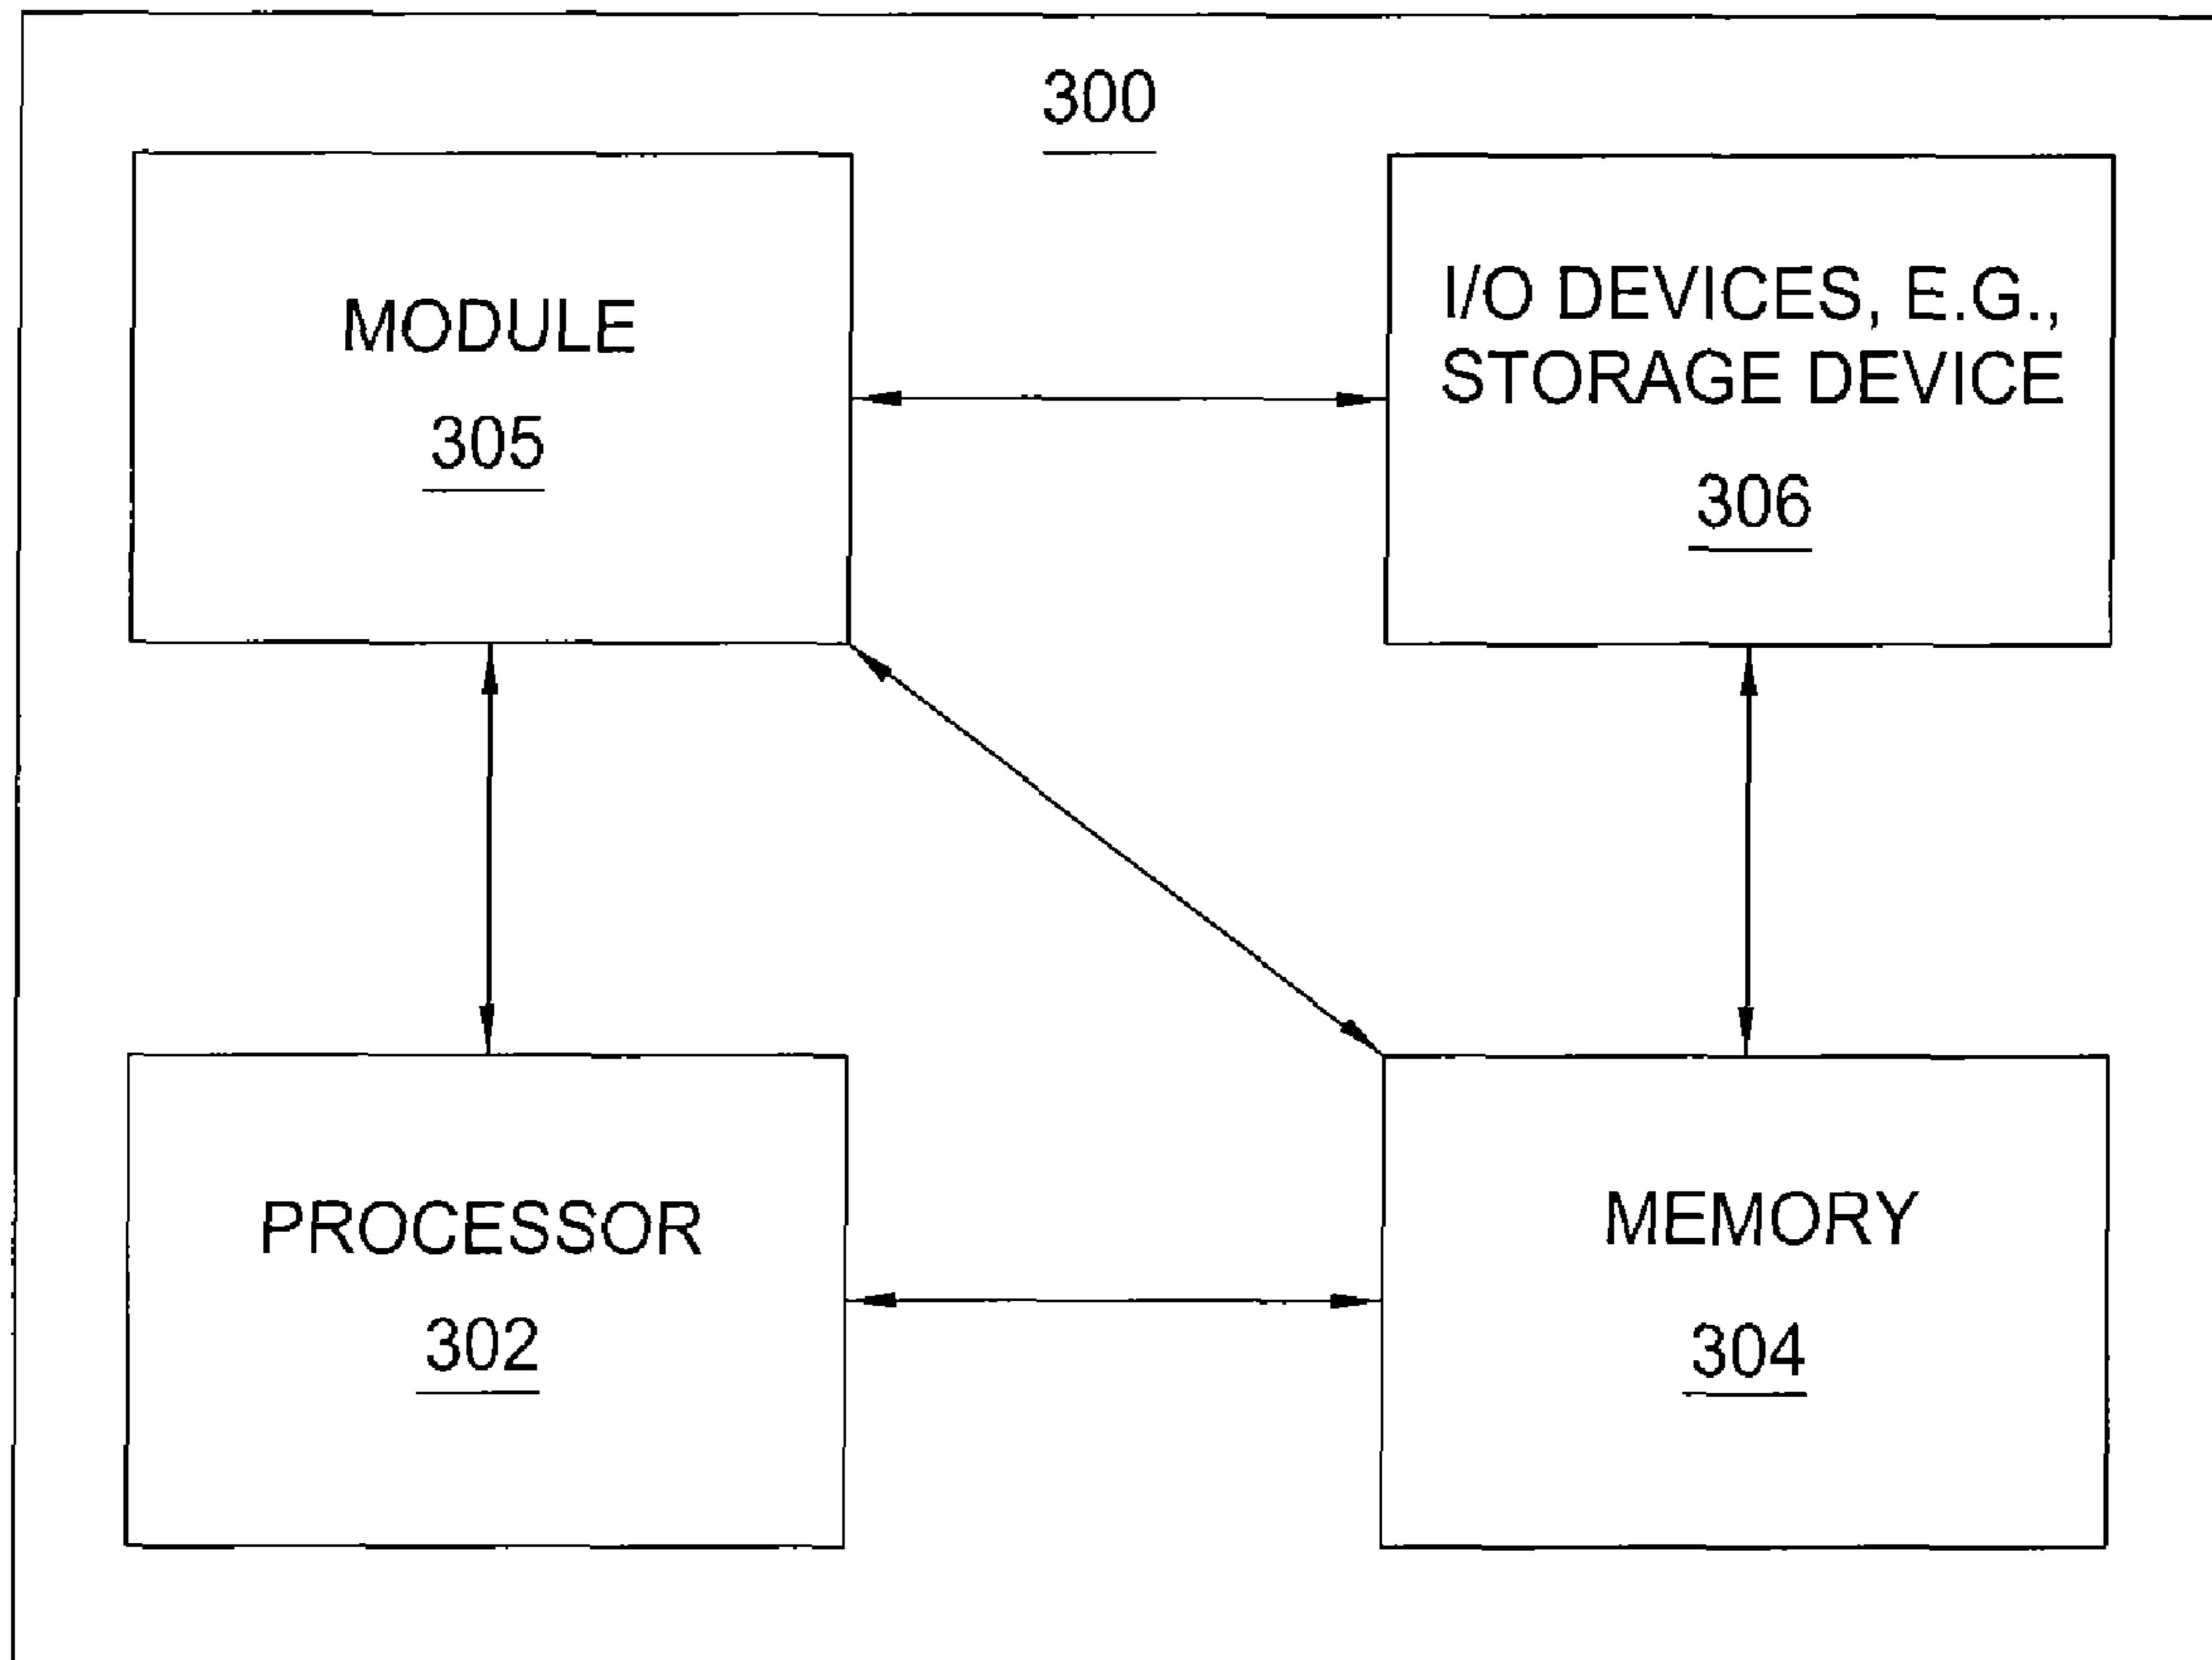 300
MODULE
305
I/O DEVICES, E.G.,
STORAGE DEVICE
306
PROCESSOR
302
MEMORY
304